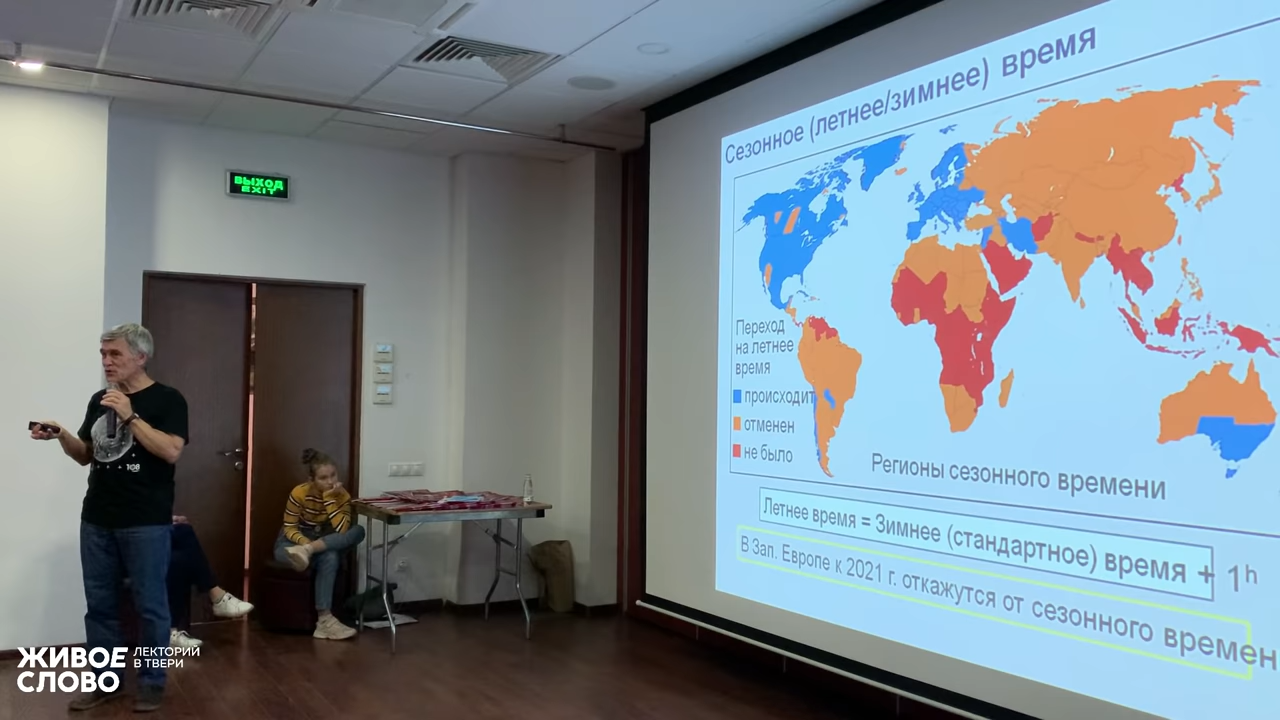 ВЫХОД
EXIT
108
Сезонное (летнее/зимнее) время
Переход
на летнее
время
происходит
отменен
не было
Регионы сезонного времени
Летнее время = Зимнее (стандартное) время + 1ʰ
В Зап. Европе к 2021 г. откажутся от сезонного времен
ЖИВОЕ
СЛОВО
ЛЕКТОРИЙ
В ТВЕРИ